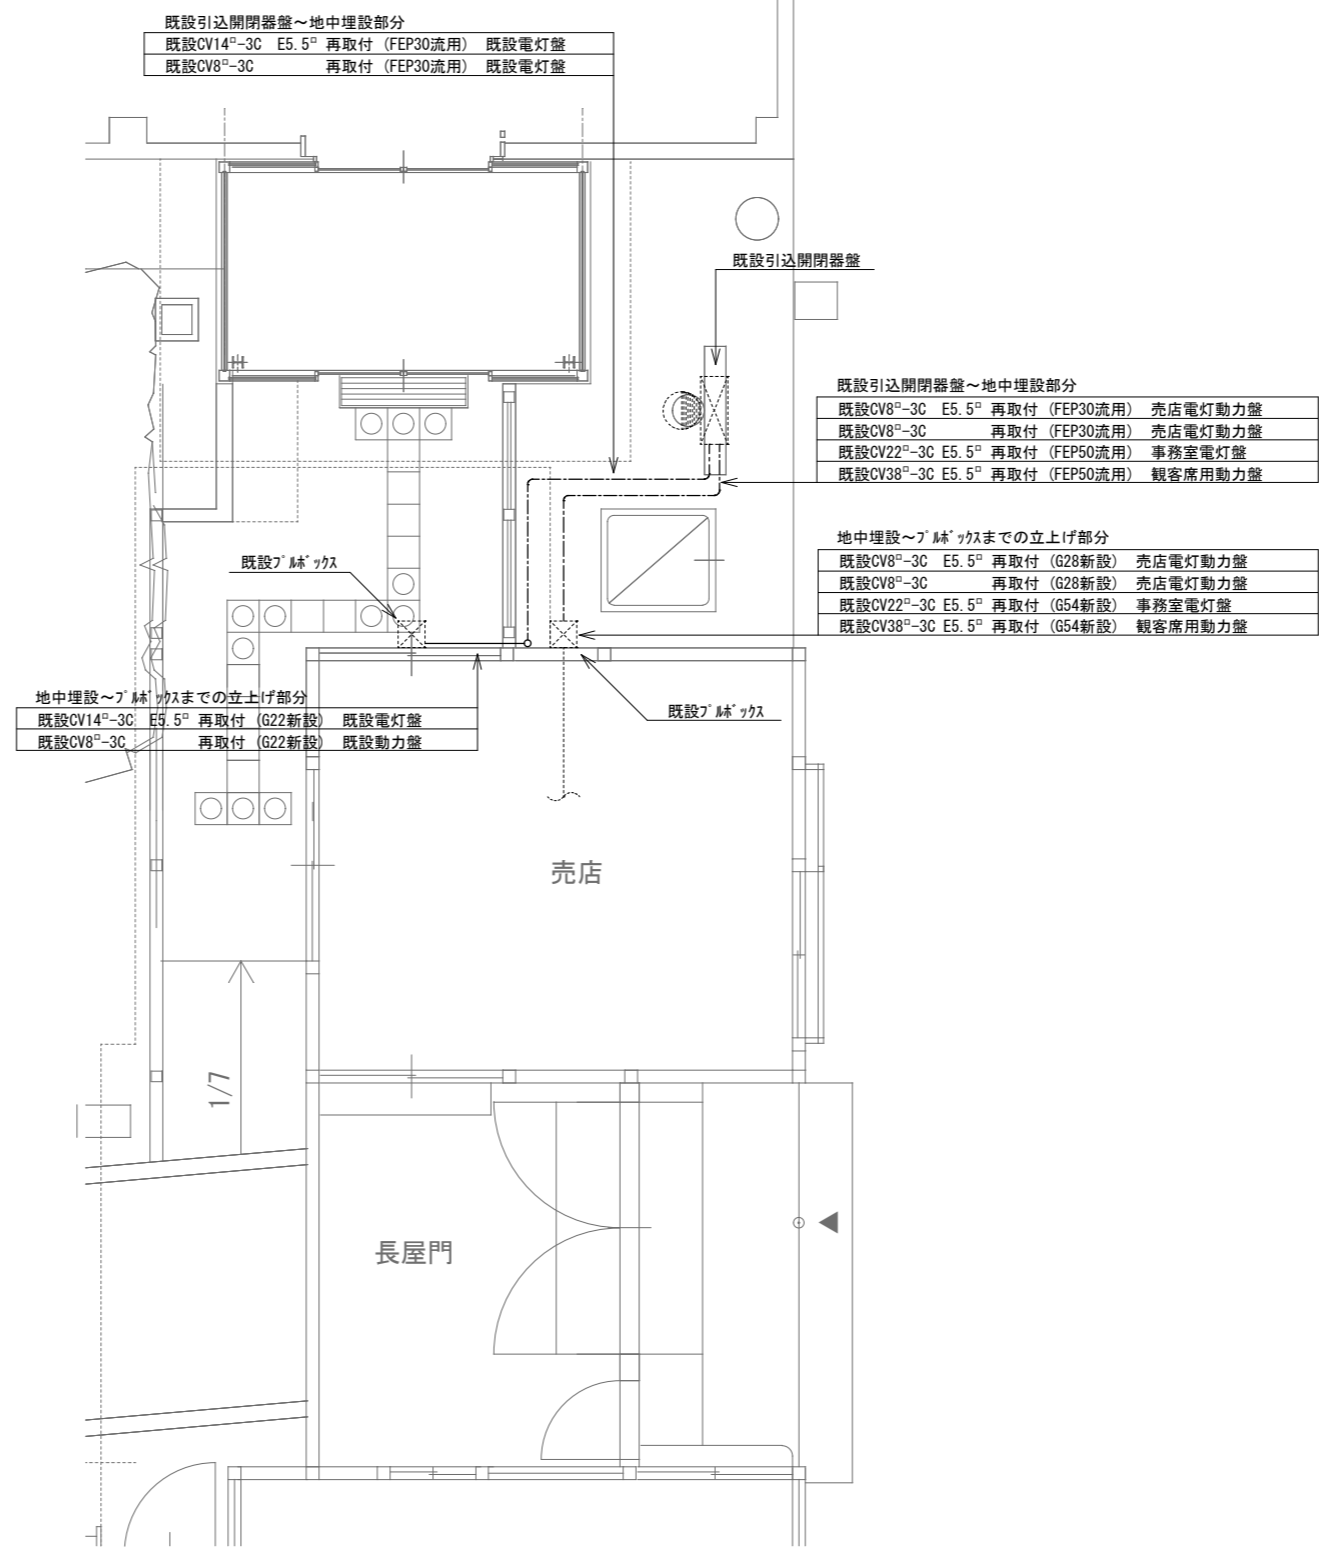 既設引込開閉器盤～地中埋設部分
既設CV14□-3C E5.5□ 再取付 (FEP30流用) 既設電灯盤
既設CV8□-3C 再取付 (FEP30流用) 既設電灯盤
既設引込開閉器盤
既設引込開閉器盤～地中埋設部分
既設CV8□-3C E5.5□ 再取付 (FEP30流用) 売店電灯動力盤
既設CV8□-3C 再取付 (FEP30流用) 売店電灯動力盤
既設CV22□-3C E5.5□ 再取付 (FEP50流用) 事務室電灯盤
既設CV38□-3C E5.5□ 再取付 (FEP50流用) 観客席用動力盤
地中埋設～ﾌﾟﾙﾎﾞｯｸｽまでの立上げ部分
既設CV8□-3C E5.5□ 再取付 (G28新設) 売店電灯動力盤
既設CV8□-3C 再取付 (G28新設) 売店電灯動力盤
既設CV22□-3C E5.5□ 再取付 (G54新設) 事務室電灯盤
既設CV38□-3C E5.5□ 再取付 (G54新設) 観客席用動力盤
既設ﾌﾟﾙﾎﾞｯｸｽ
地中埋設～ﾌﾟﾙﾎﾞｯｸｽまでの立上げ部分
既設CV14□-3C E5.5□ 再取付 (G22新設) 既設電灯盤
既設CV8□-3C 再取付 (G22新設) 既設動力盤
既設ﾌﾟﾙﾎﾞｯｸｽ
売店
1/7
長屋門